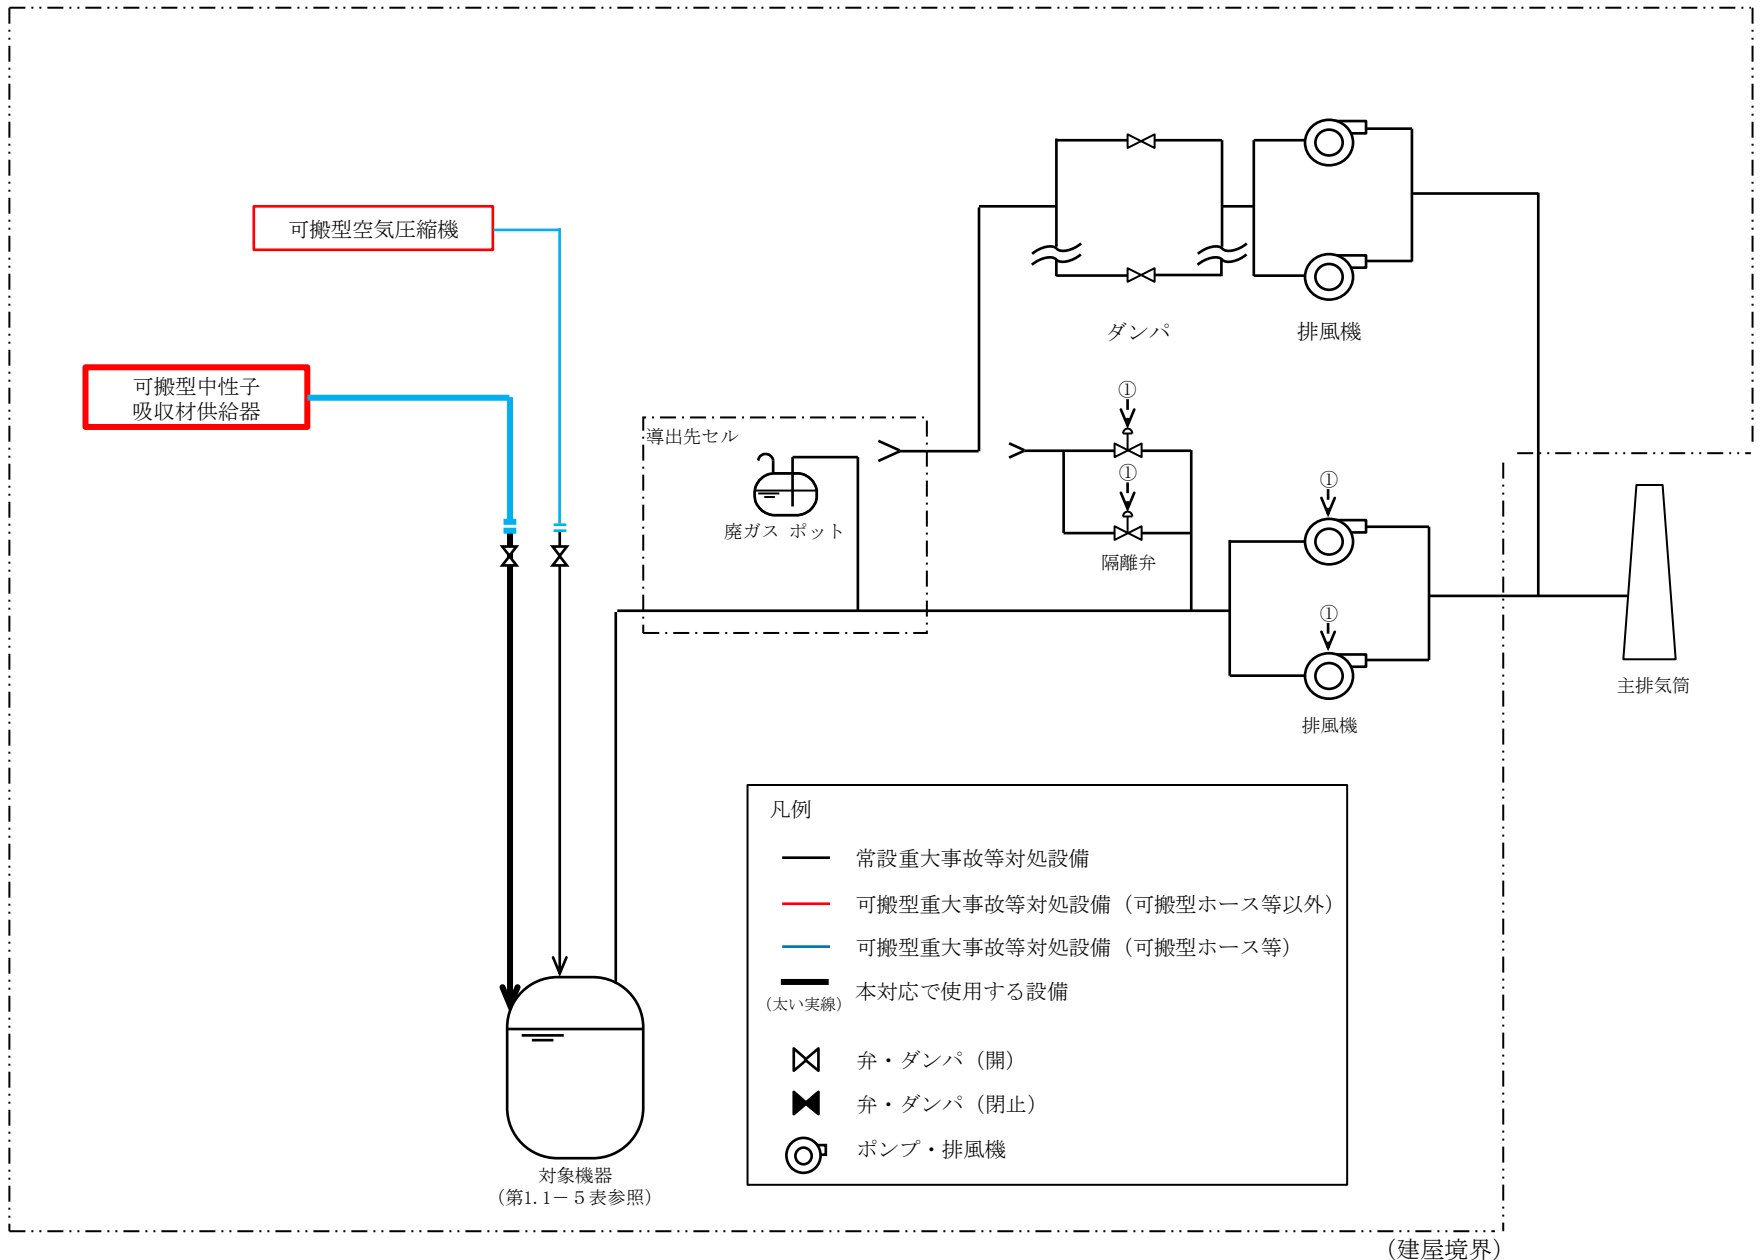 可搬型空気圧縮機
可搬型中性子
吸収材供給器
ダンパ
排風機
①
導出先セル
①
①
廃ガス ポット
隔離弁
①
主排気筒
排風機
凡例
常設重大事故等対処設備
可搬型重大事故等対処設備（可搬型ホース等以外）
可搬型重大事故等対処設備（可搬型ホース等）
本対応で使用する設備
（太い実線）
弁・ダンパ（開）
弁・ダンパ（閉止）
ポンプ・排風機
対象機器
（第1.1－５表参照）
（建屋境界）